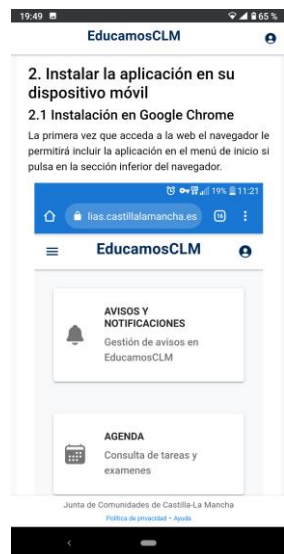 19:49 65 %
EducamosCLM
2. Instalar la aplicación en su
dispositivo móvil
2.1 Instalación en Google Chrome
La primera vez que acceda a la web el navegador le
permitirá incluir la aplicación en el menú de inicio si
pulsa en la sección inferior del navegador.
19% 11:21
lias.castillalamancha.es 16
EducamosCLM
AVISOS Y
NOTIFICACIONES
Gestión de avisos en
EducamosCLM
AGENDA
Consulta de tareas y
examenes
Junta de Comunidades de Castilla-La Mancha
Política de privacidad - Ayuda